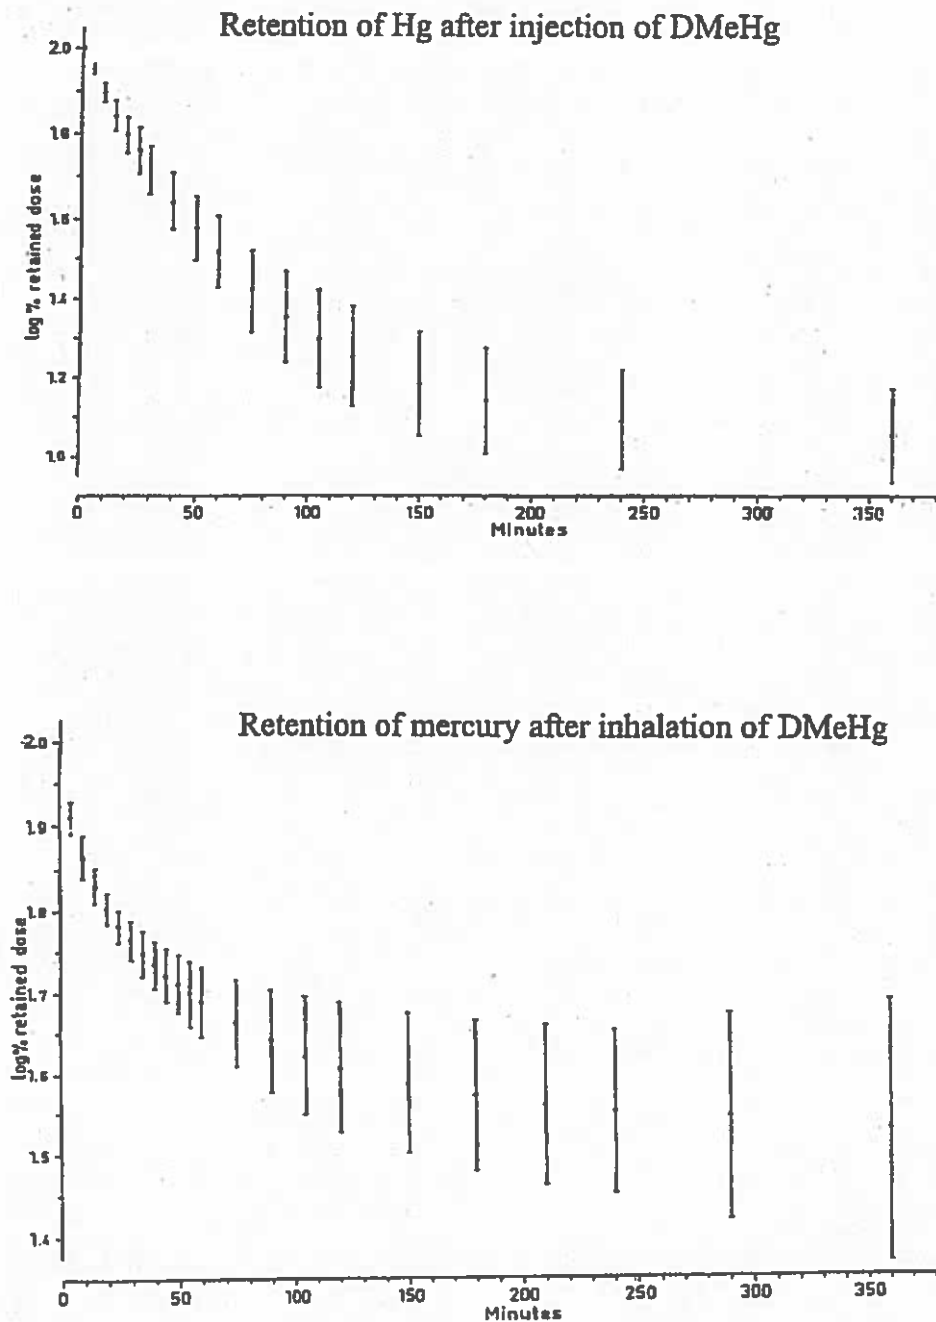 Retention of Hg after injection of DMeHg
2.0
1.8
1.6
1.4
1.2
1.0
log % retained dose
0 50 100 150 200 250 300 350
Minutes
Retention of mercury after inhalation of DMeHg
2.0
1.9
1.8
1.7
1.6
1.5
1.4
log% retained dose
0 50 100 150 200 250 300 350
Minutes